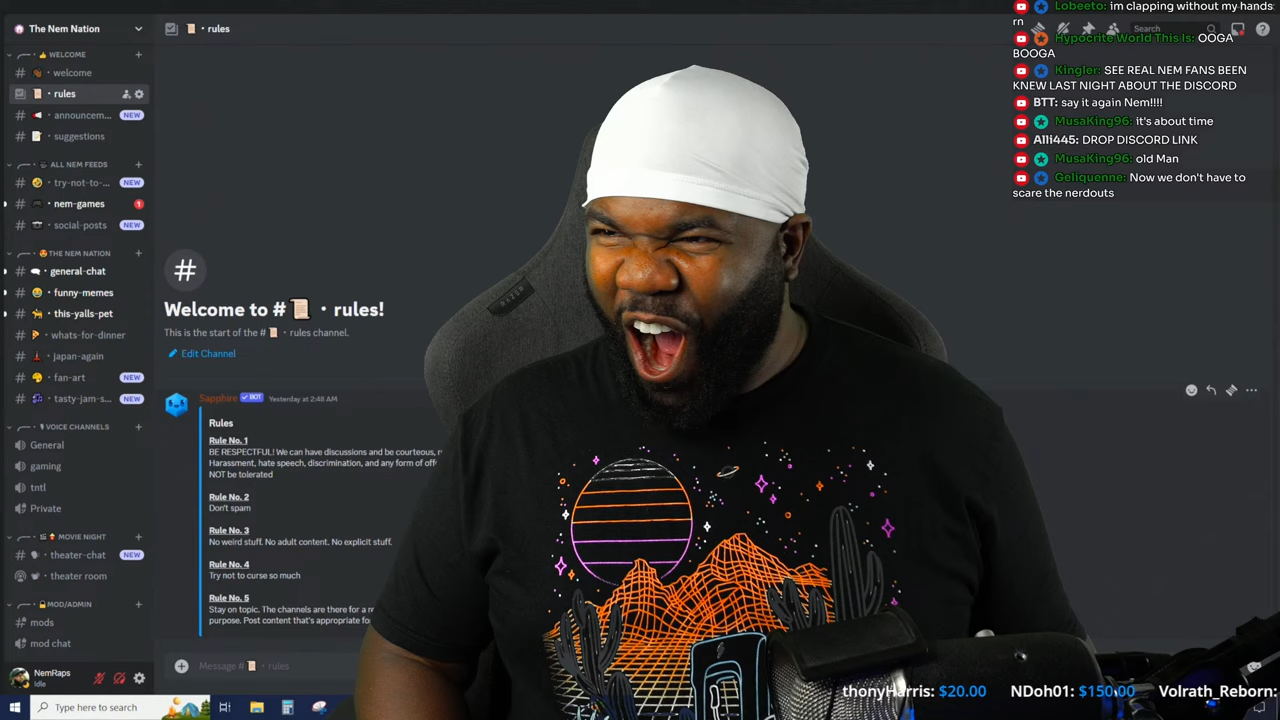 The Nem Nation
WELCOME
welcome
rules
announcem...
NEW
suggestions
ALL NEM FEEDS
try-not-to-...
NEW
nem-games
1
social-posts
NEW
THE NEM NATION
general-chat
funny-memes
this-yalls-pet
whats-for-dinner
japan-again
fan-art
NEW
tasty-jam-s...
NEW
VOICE CHANNELS
General
gaming
tntl
Private
MOVIE NIGHT
theater-chat
NEW
theater room
MOD/ADMIN
mods
mod chat
NemRaps
Idle
Type here to search
rules
Search
#
Welcome to # • rules!
This is the start of the # • rules channel.
Edit Channel
Sapphire BOT Yesterday at 2:48 AM
Rules
Rule No. 1
BE RESPECTFUL! We can have discussions and be courteous,
Harassment, hate speech, discrimination, and any form of
NOT be tolerated
Rule No. 2
Don't spam
Rule No. 3
No weird stuff. No adult content. No explicit stuff.
Rule No. 4
Try not to curse so much
Rule No. 5
Stay on topic. The channels are there for a
purpose. Post content that's appropriate
Message # • rules
Lobeeto: im clapping without my hands
rn
Hypocrite World This Is: OOGA
BOOGA
Kingler: SEE REAL NEM FANS BEEN
KNEW LAST NIGHT ABOUT THE DISCORD
BTT: say it again Nem!!!!
MusaKing96: it's about time
Alli445: DROP DISCORD LINK
MusaKing96: old Man
Geliquenne: Now we don't have to
scare the nerdouts
RAZER
thonyHarris: $20.00 NDoh01: $150.00 Volrath_Reborn: